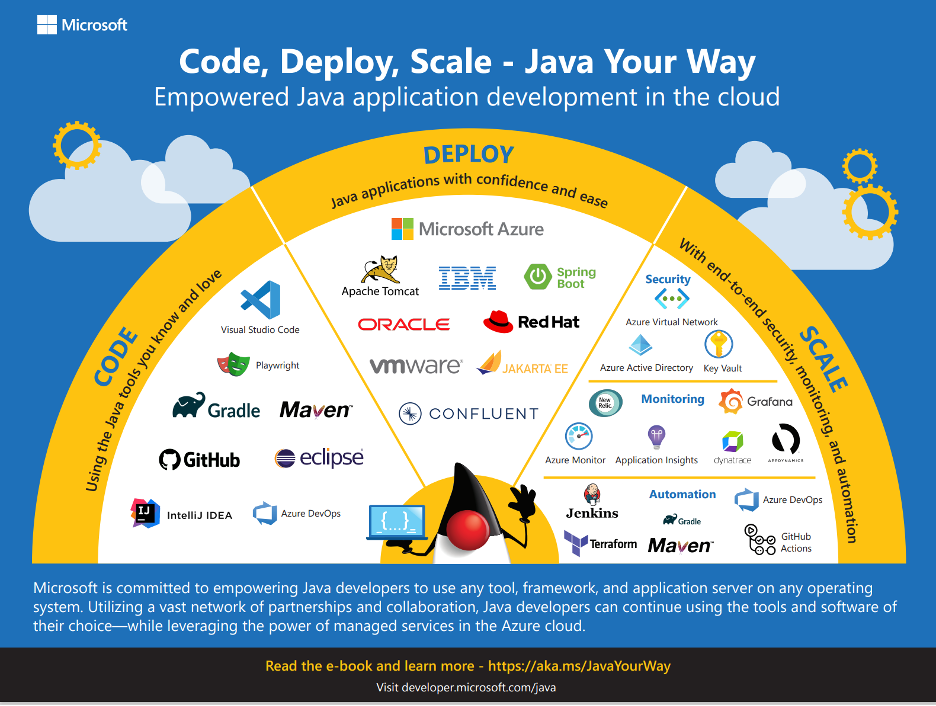 Microsoft
Code, Deploy, Scale - Java Your Way
Empowered Java application development in the cloud
CODE
Using the Java tools you know and love
Visual Studio Code
Playwright
Gradle
Maven™
GitHub
eclipse
IJ
IntelliJ IDEA
Azure DevOps
DEPLOY
Java applications with confidence and ease
Microsoft Azure
Apache Tomcat
IBM
Spring
Boot
ORACLE
Red Hat
vmware®
JAKARTA EE
CONFLUENT
{...}
SCALE
With end-to-end security, monitoring, and automation
Security
Azure Virtual Network
Azure Active Directory
Key Vault
New
Relic
Monitoring
Grafana
Azure Monitor
Application Insights
dynatrace
APPDYNAMICS
Jenkins
Automation
Gradle
Azure DevOps
Terraform
Maven™
GitHub
Actions
Microsoft is committed to empowering Java developers to use any tool, framework, and application server on any operating
system. Utilizing a vast network of partnerships and collaboration, Java developers can continue using the tools and software of
their choice—while leveraging the power of managed services in the Azure cloud.
Read the e-book and learn more - https://aka.ms/JavaYourWay
Visit developer.microsoft.com/java